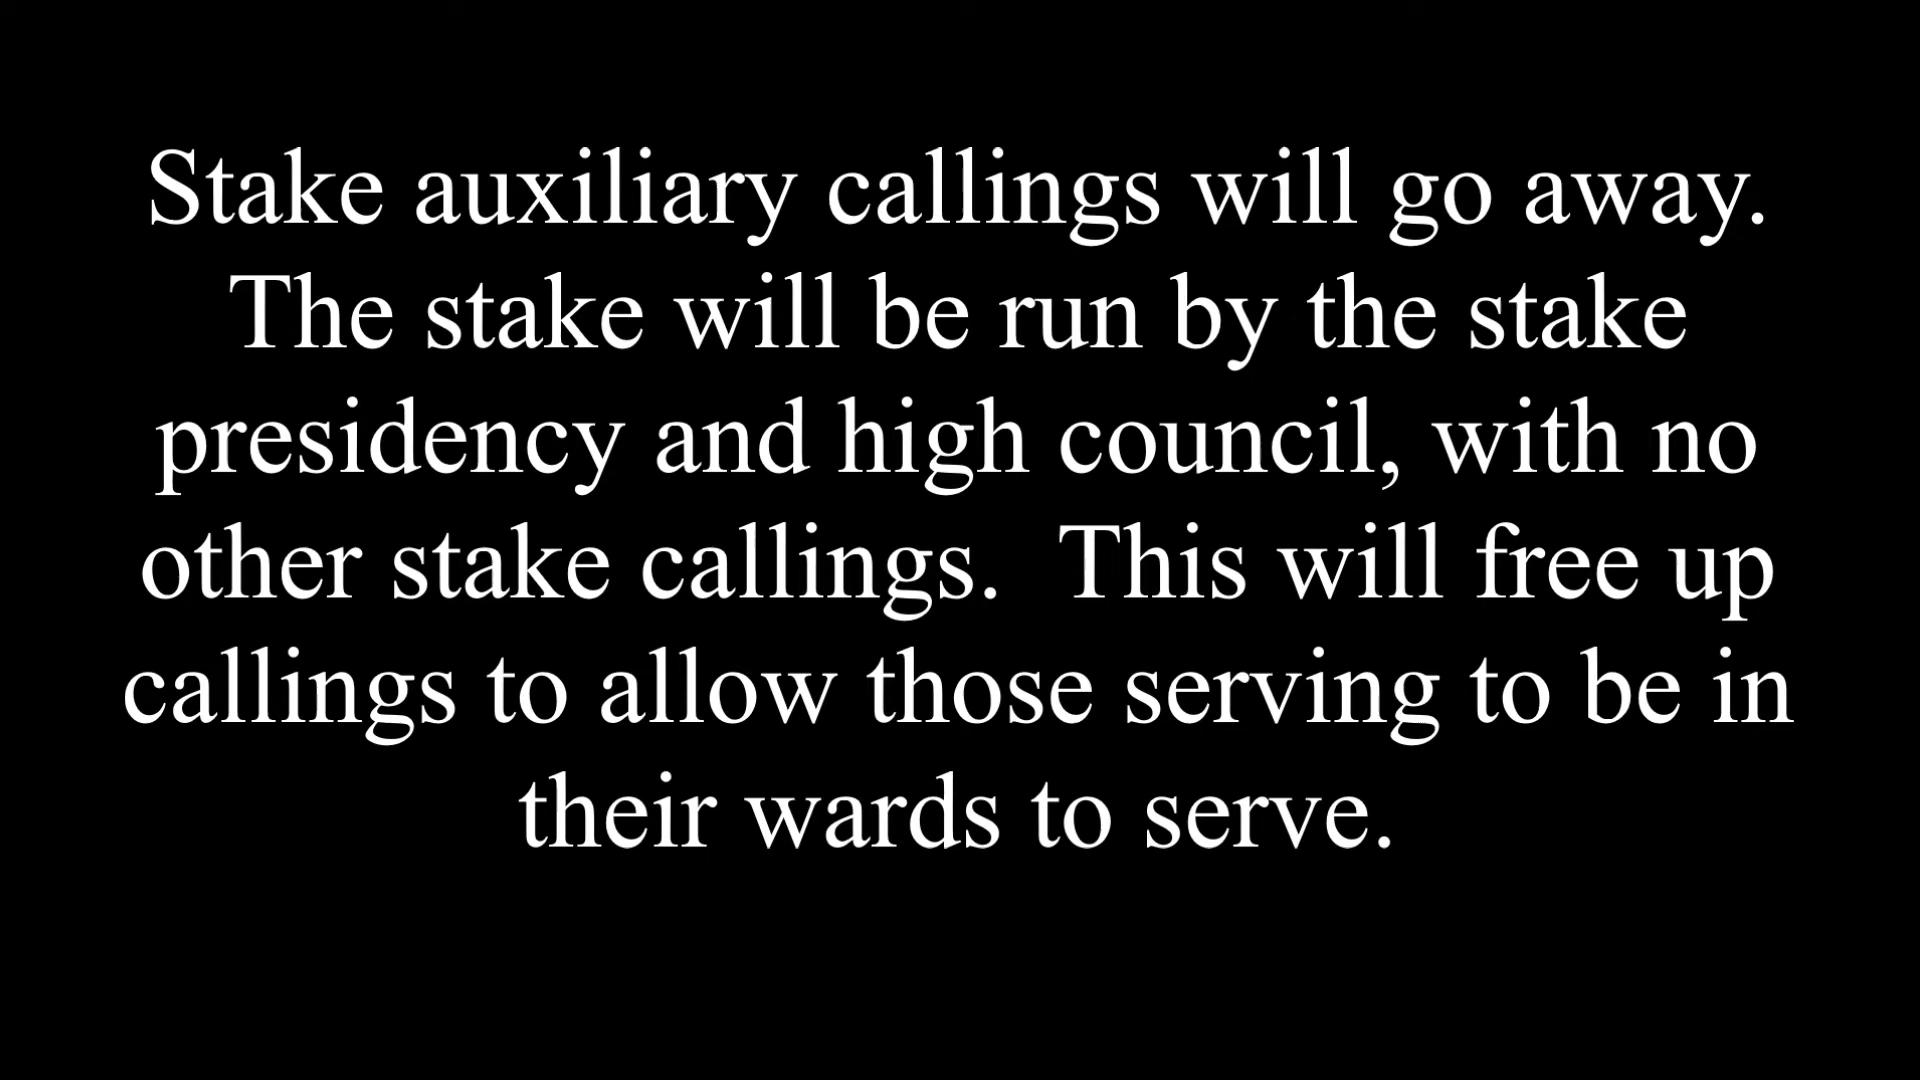 Stake auxiliary callings will go away.
The stake will be run by the stake
presidency and high council, with no
other stake callings.  This will free up
callings to allow those serving to be in
their wards to serve.